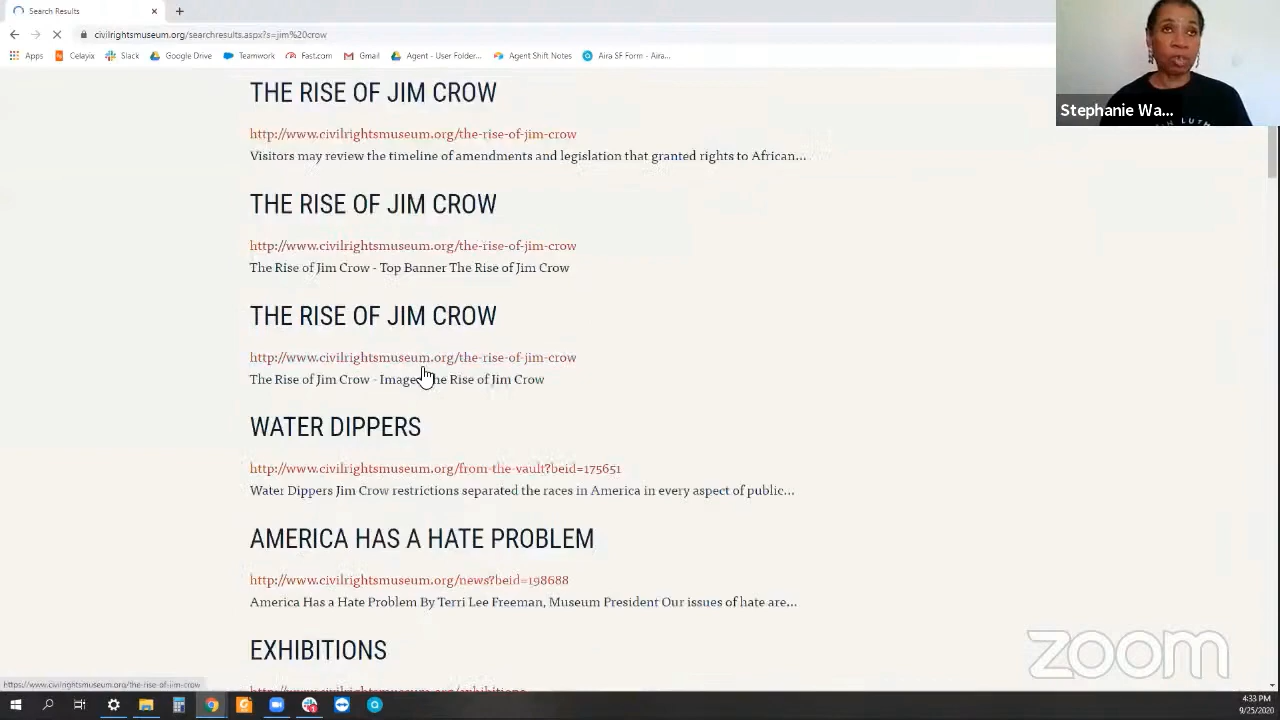 Search Results
civilrightsmuseum.org/searchresults.aspx?s=jim%20crow
Apps Celayix Slack Google Drive Teamwork Fast.com Gmail Agent - User Folder... Agent Shift Notes Aira SF Form - Aira...
Stephanie Wa...
THE RISE OF JIM CROW
http://www.civilrightsmuseum.org/the-rise-of-jim-crow
Visitors may review the timeline of amendments and legislation that granted rights to African...
THE RISE OF JIM CROW
http://www.civilrightsmuseum.org/the-rise-of-jim-crow
The Rise of Jim Crow - Top Banner The Rise of Jim Crow
THE RISE OF JIM CROW
http://www.civilrightsmuseum.org/the-rise-of-jim-crow
The Rise of Jim Crow - Image Rise of Jim Crow
WATER DIPPERS
http://www.civilrightsmuseum.org/from-the-vault?beid=175651
Water Dippers Jim Crow restrictions separated the races in America in every aspect of public...
AMERICA HAS A HATE PROBLEM
http://www.civilrightsmuseum.org/news?beid=198688
America Has a Hate Problem By Terri Lee Freeman, Museum President Our issues of hate are...
EXHIBITIONS
http://www.civilrightsmuseum.org/exhibitions
zoom
https://www.civilrightsmuseum.org/the-rise-of-jim-crow
4:33 PM
9/25/2020